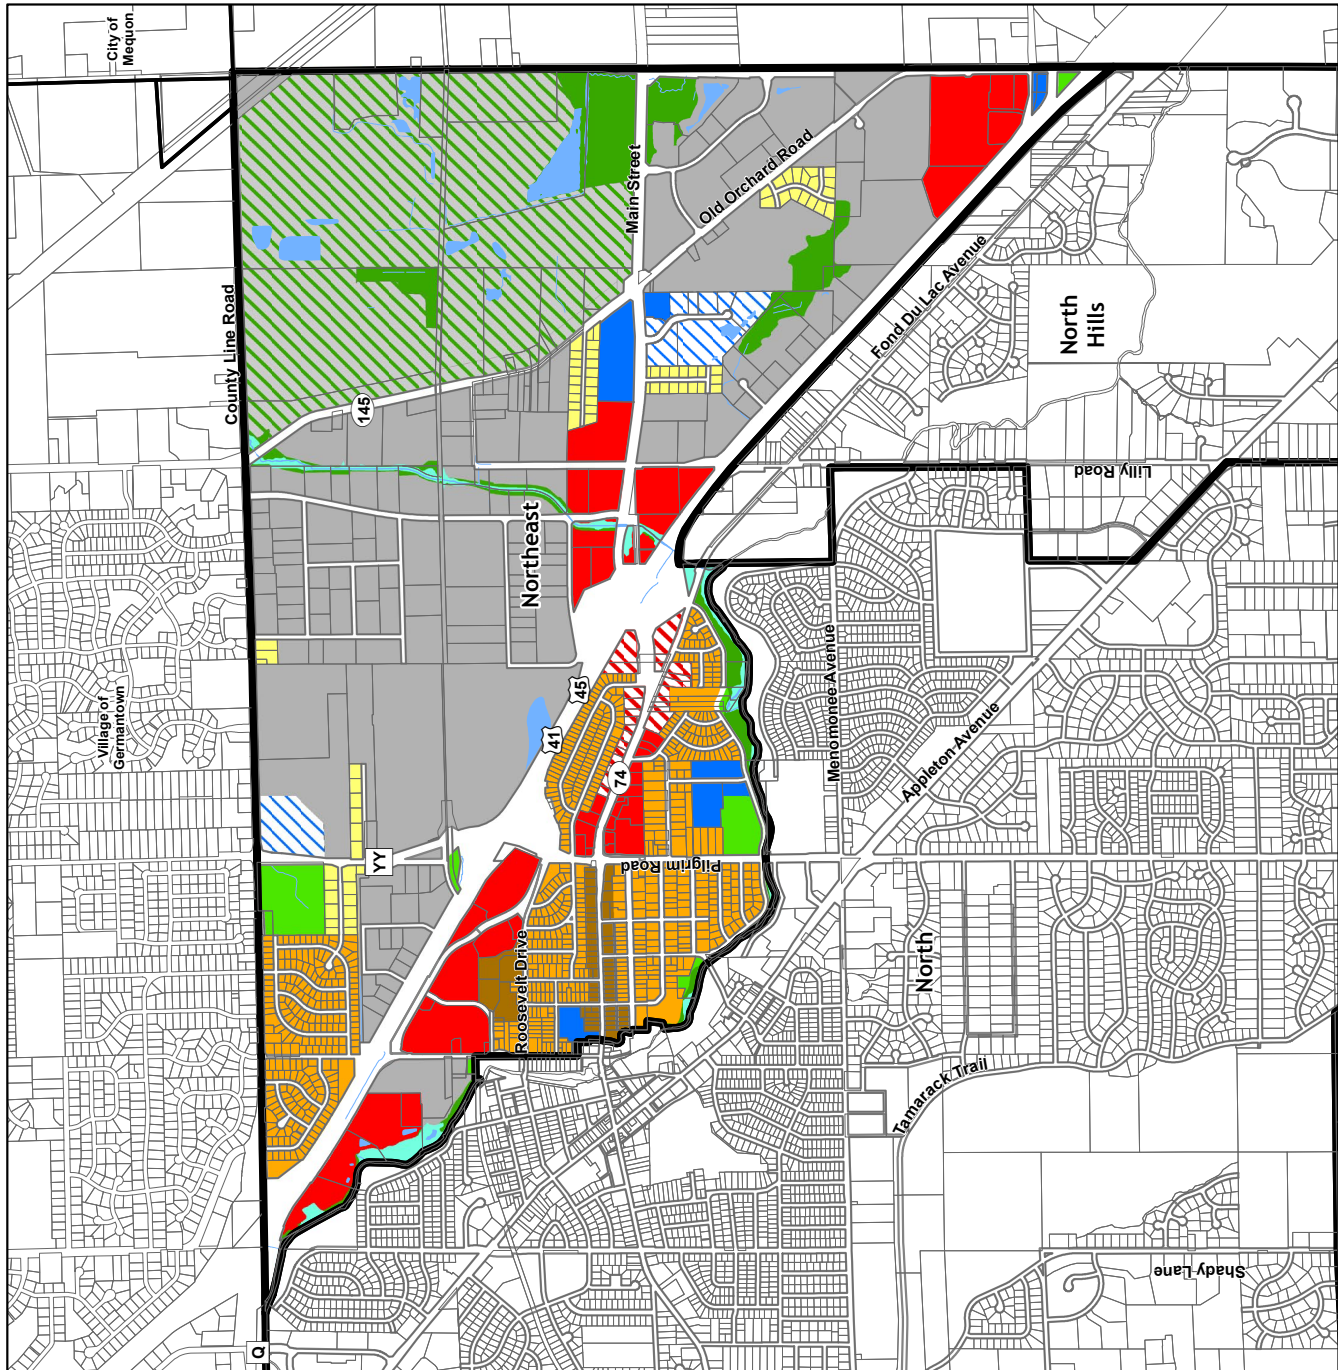 City of
Mequon
County Line Road
Main Street
Old Orchard Road
145
Fond Du Lac Avenue
North
Hills
Lilly Road
Northeast
Village of
Germantown
45
41
74
Menomonee Avenue
Appleton Avenue
YY
Pilgrim Road
Roosevelt Drive
North
Tamarack Trail
Shady Lane
Q